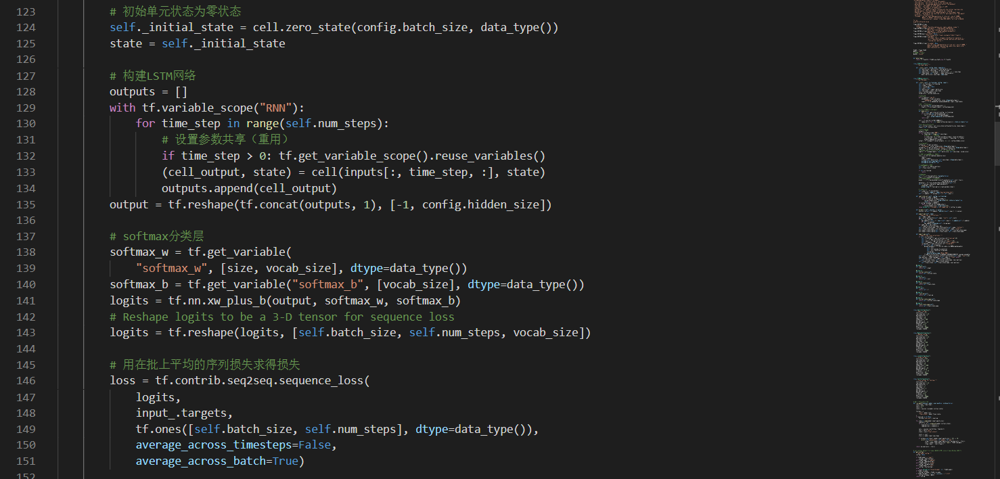 123 # 初始单元状态为零状态
124 self._initial_state = cell.zero_state(config.batch_size, data_type())
125 state = self._initial_state
126
127 # 构建LSTM网络
128 outputs = []
129 with tf.variable_scope("RNN"):
130 for time_step in range(self.num_steps):
131 # 设置参数共享（重用）
132 if time_step > 0: tf.get_variable_scope().reuse_variables()
133 (cell_output, state) = cell(inputs[:, time_step, :], state)
134 outputs.append(cell_output)
135 output = tf.reshape(tf.concat(outputs, 1), [-1, config.hidden_size])
136
137 # softmax分类层
138 softmax_w = tf.get_variable(
139 "softmax_w", [size, vocab_size], dtype=data_type())
140 softmax_b = tf.get_variable("softmax_b", [vocab_size], dtype=data_type())
141 logits = tf.nn.xw_plus_b(output, softmax_w, softmax_b)
142 # Reshape logits to be a 3-D tensor for sequence loss
143 logits = tf.reshape(logits, [self.batch_size, self.num_steps, vocab_size])
144
145 # 用在批上平均的序列损失求得损失
146 loss = tf.contrib.seq2seq.sequence_loss(
147 logits,
148 input_.targets,
149 tf.ones([self.batch_size, self.num_steps], dtype=data_type()),
150 average_across_timesteps=False,
151 average_across_batch=True)
152